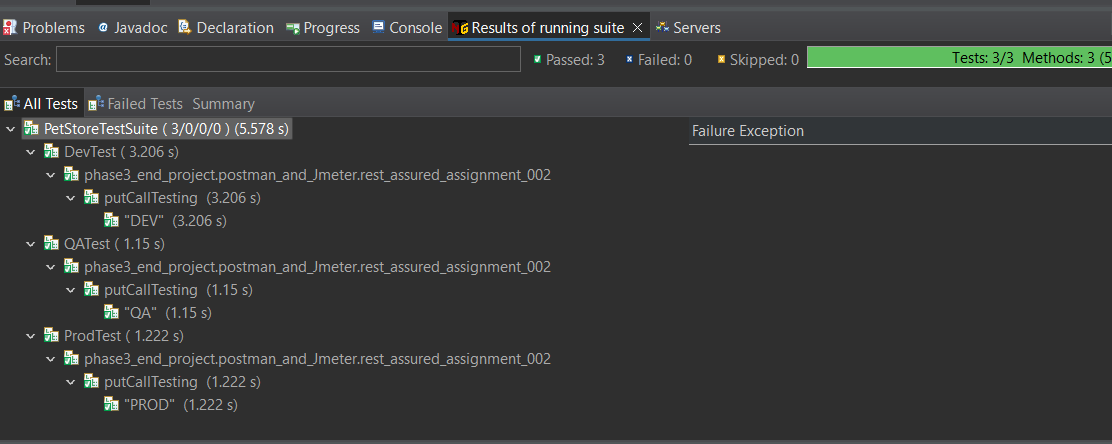 Problems @ Javadoc Declaration Progress Console Results of running suite Servers
Search: Passed: 3 Failed: 0 Skipped: 0 Tests: 3/3 Methods: 3 (5
All Tests Failed Tests Summary
PetStoreTestSuite ( 3/0/0/0 ) (5.578 s) Failure Exception
DevTest ( 3.206 s)
phase3_end_project.postman_and_Jmeter.rest_assured_assignment_002
putCallTesting (3.206 s)
"DEV" (3.206 s)
QATest ( 1.15 s)
phase3_end_project.postman_and_Jmeter.rest_assured_assignment_002
putCallTesting (1.15 s)
"QA" (1.15 s)
ProdTest ( 1.222 s)
phase3_end_project.postman_and_Jmeter.rest_assured_assignment_002
putCallTesting (1.222 s)
"PROD" (1.222 s)